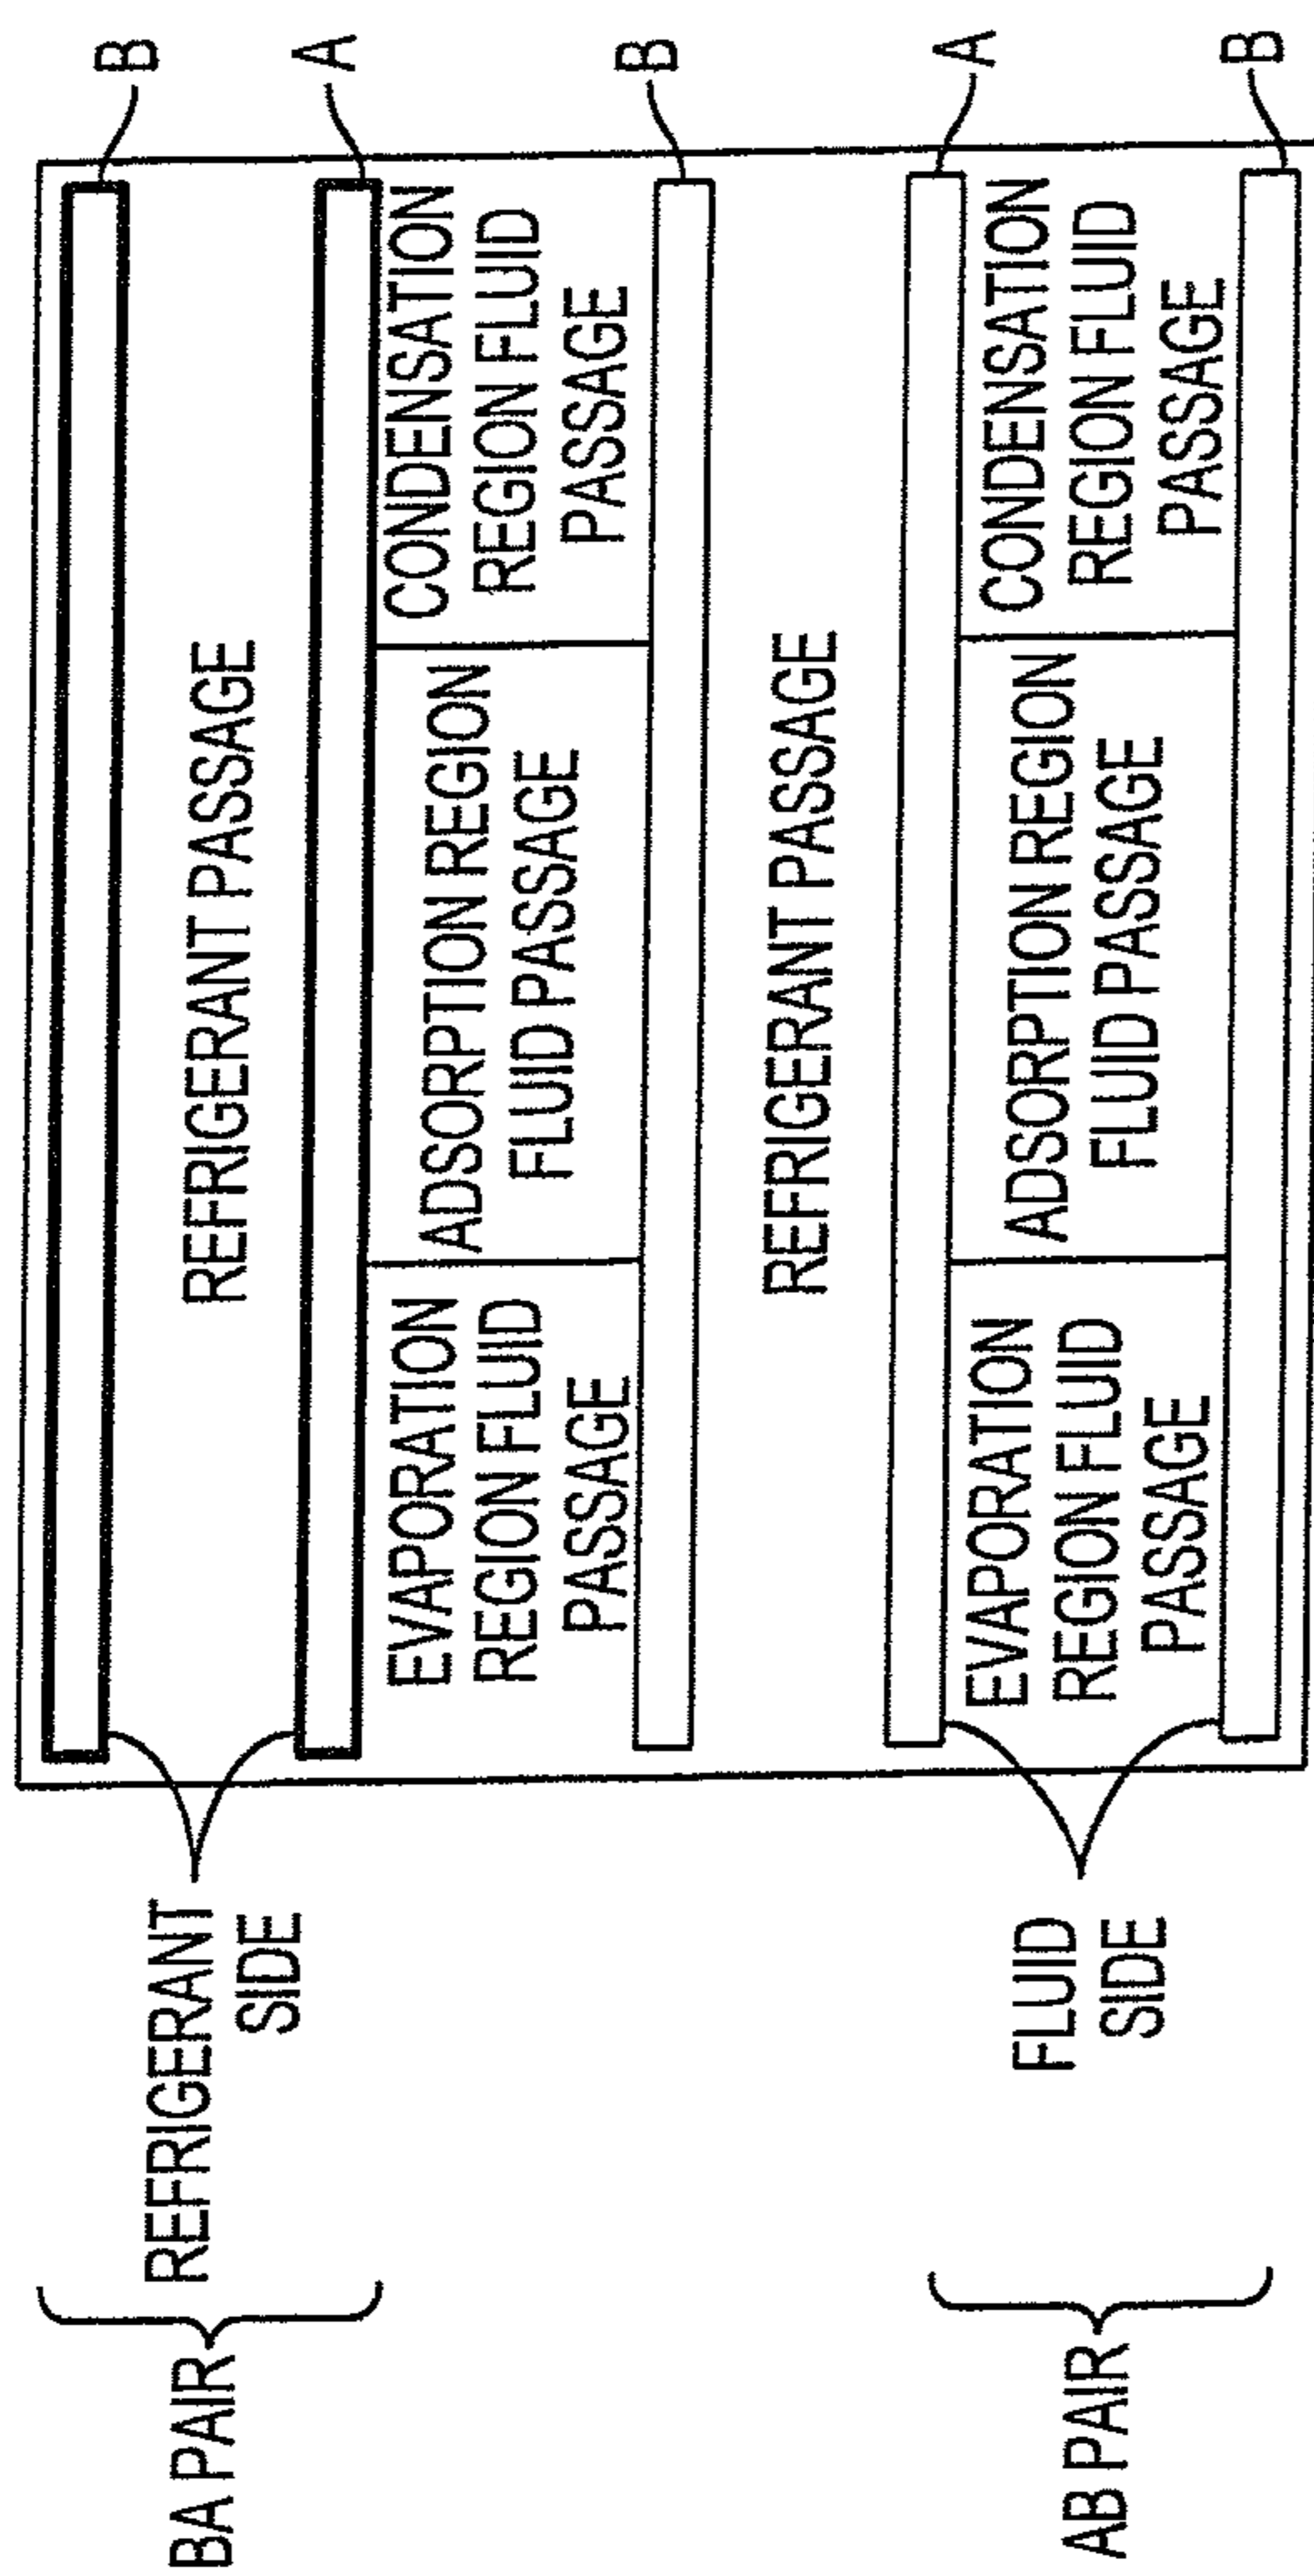 B
A
B
A
B
REFRIGERANT PASSAGE
CONDENSATION
REGION FLUID
PASSAGE
ADSORPTION REGION
FLUID PASSAGE
EVAPORATION
REGION FLUID
PASSAGE
REFRIGERANT PASSAGE
CONDENSATION
REGION FLUID
PASSAGE
ADSORPTION REGION
FLUID PASSAGE
EVAPORATION
REGION FLUID
PASSAGE
REFRIGERANT
SIDE
FLUID
SIDE
BA PAIR
AB PAIR